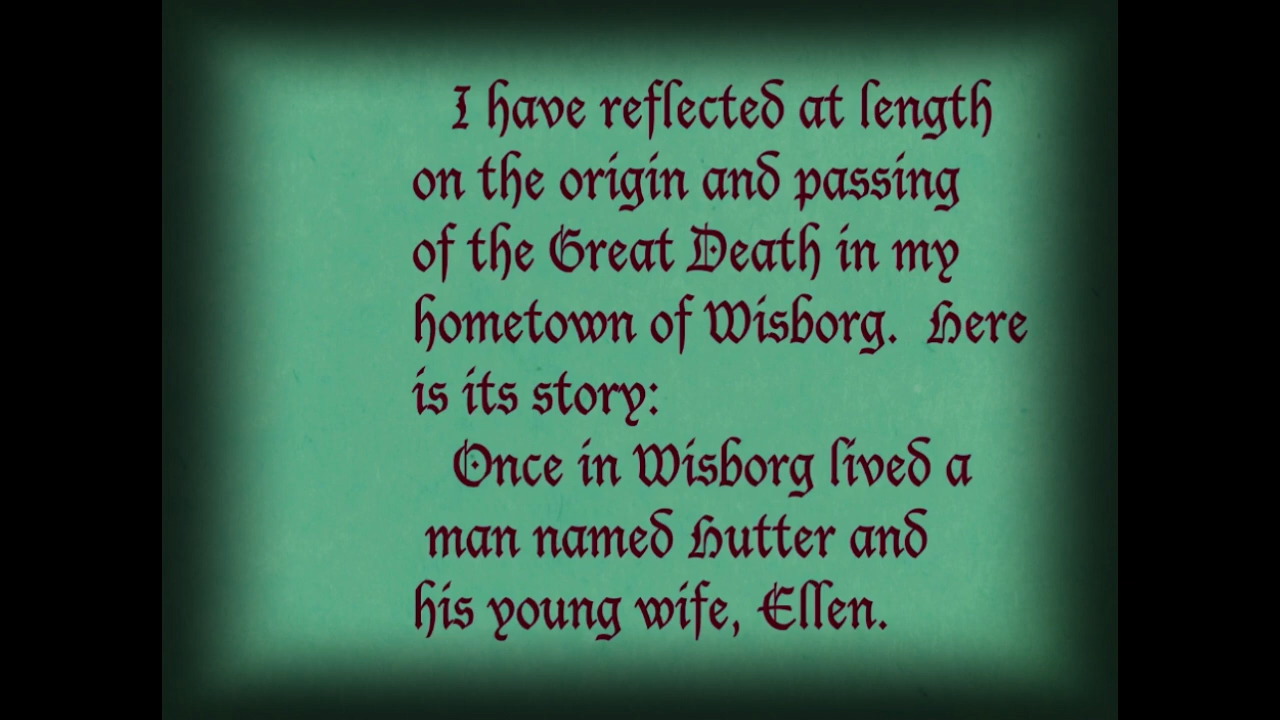 I have reflected at length
on the origin and passing
of the Great Death in my
hometown of Wisborg. Here
is its story:
Once in Wisborg lived a
man named Hutter and
his young wife, Ellen.